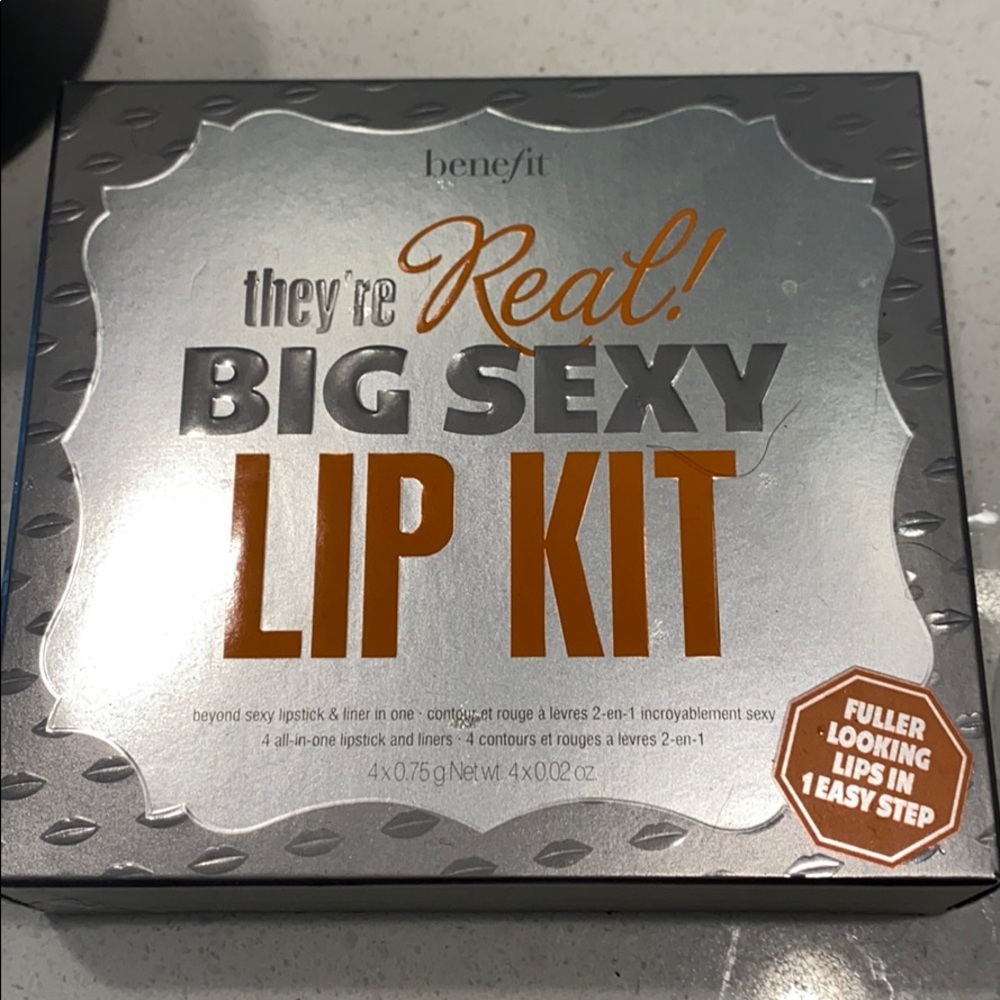 benefit
they're Real!
BIG SEXY
LIP KIT
beyond sexy lipstick & liner in one · contour et rouge à lèvres 2-en-1 incroyablement sexy
4 all-in-one lipstick and liners · 4 contours et rouges à lèvres 2-en-1
4 x 0.75 g Net wt. 4 x 0.02 oz.
FULLER
LOOKING
LIPS IN
1 EASY STEP